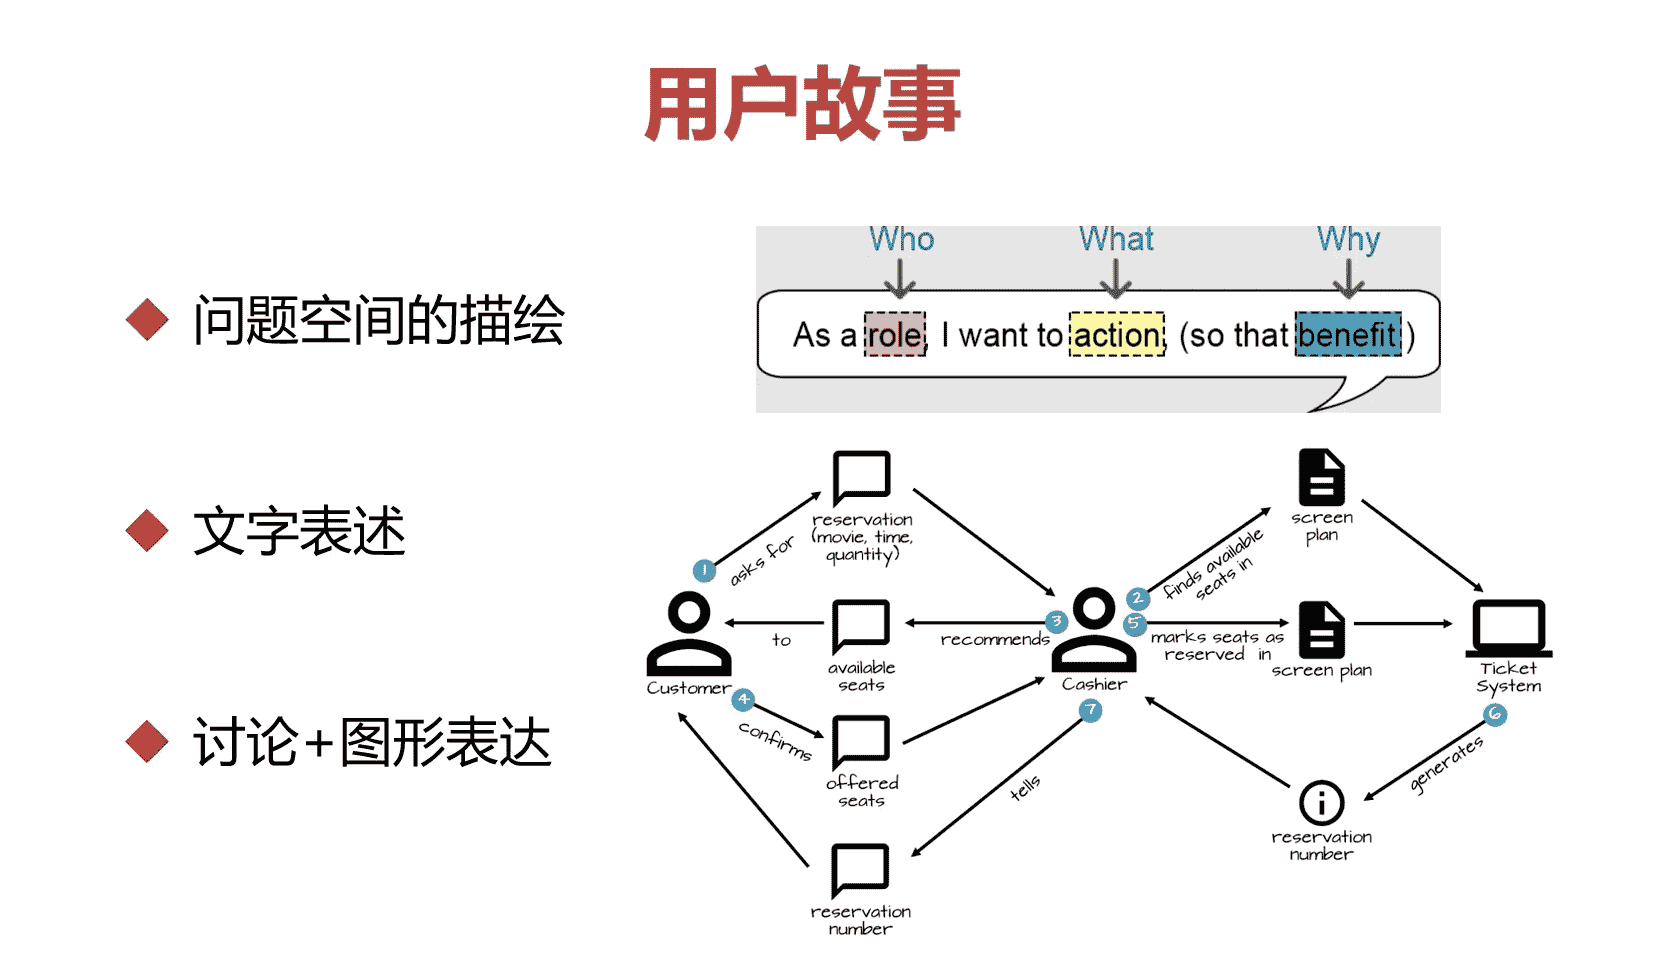 用户故事
问题空间的描绘
文字表述
讨论+图形表达
Who What Why
As a role, I want to action, (so that benefit)
reservation
(movie, time,
quantity)
1
asks for
Customer
to
available
seats
3
recommends
Cashier
2
finds available
seats in
screen
plan
5
marks seats as
reserved in
screen plan
Ticket
System
4
confirms
offered
seats
7
tells
6
generates
reservation
number
reservation
number